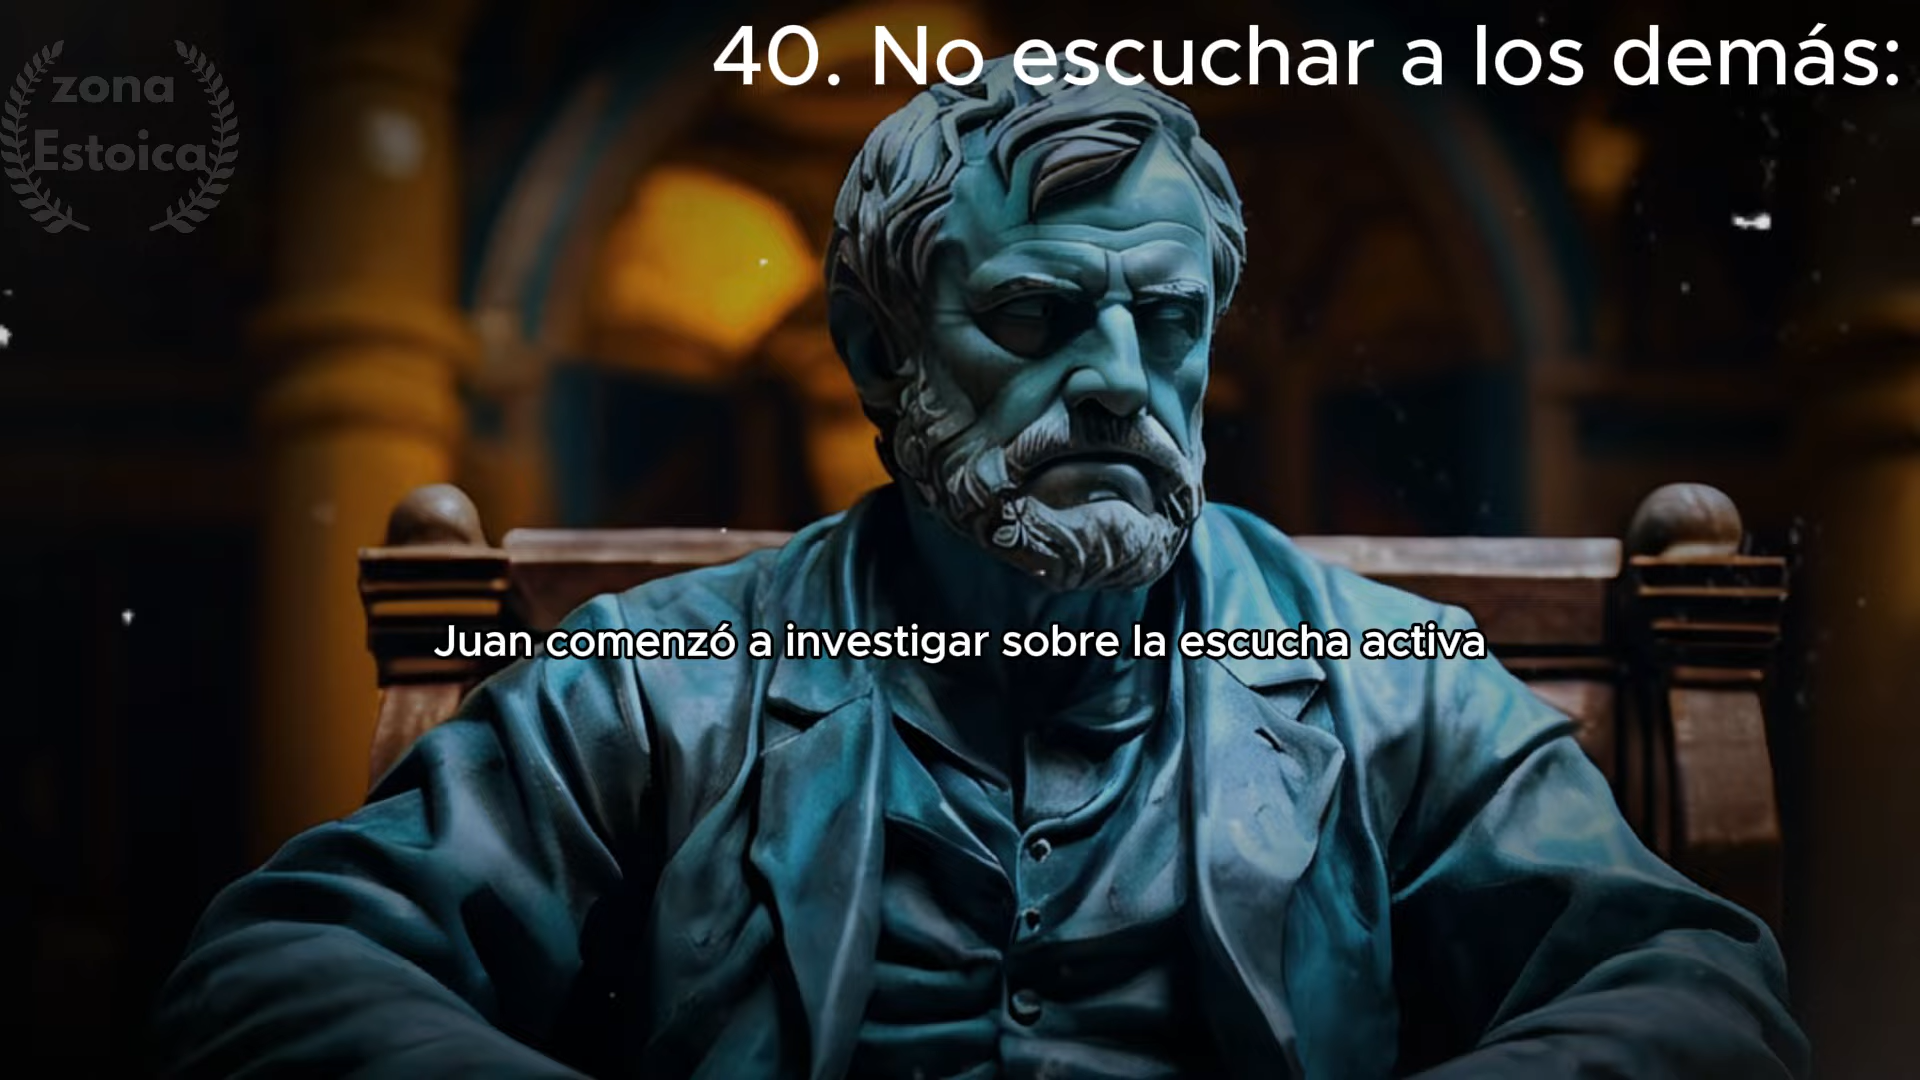 40. No escuchar a los demás:
zona
Estoica
Juan comenzó a investigar sobre la escucha activa